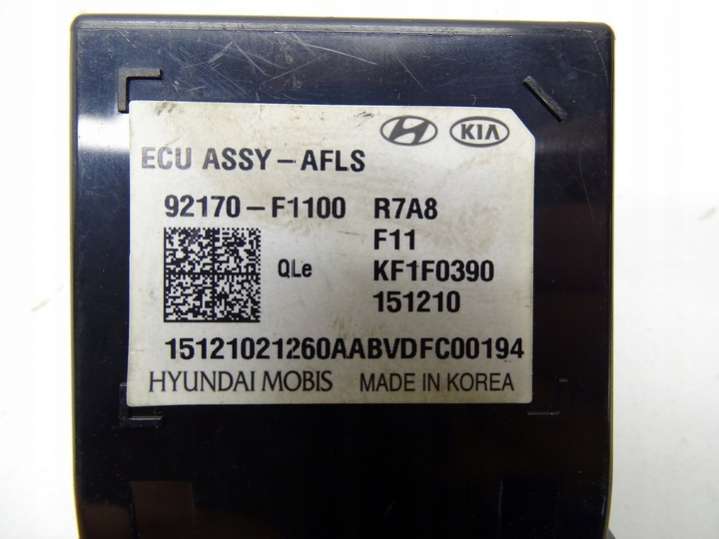 KIA
ECU ASSY-AFLS
92170-F1100 R7A8
F11
QLe KF1F0390
151210
15121021260AABVDFC00194
HYUNDAI MOBIS MADE IN KOREA